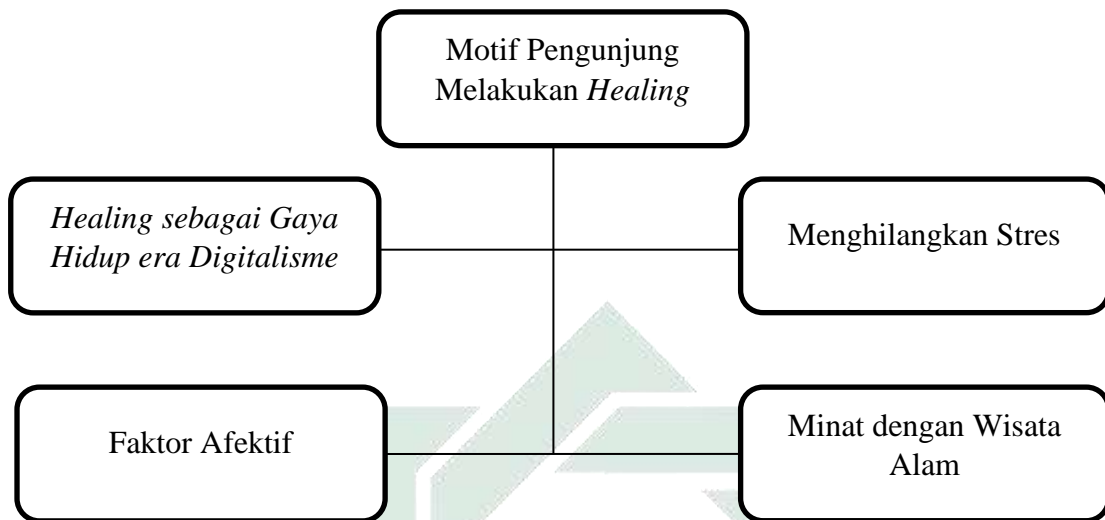 Motif Pengunjung
Melakukan Healing
Healing sebagai Gaya
Hidup era Digitalisme
Menghilangkan Stres
Faktor Afektif
Minat dengan Wisata
Alam